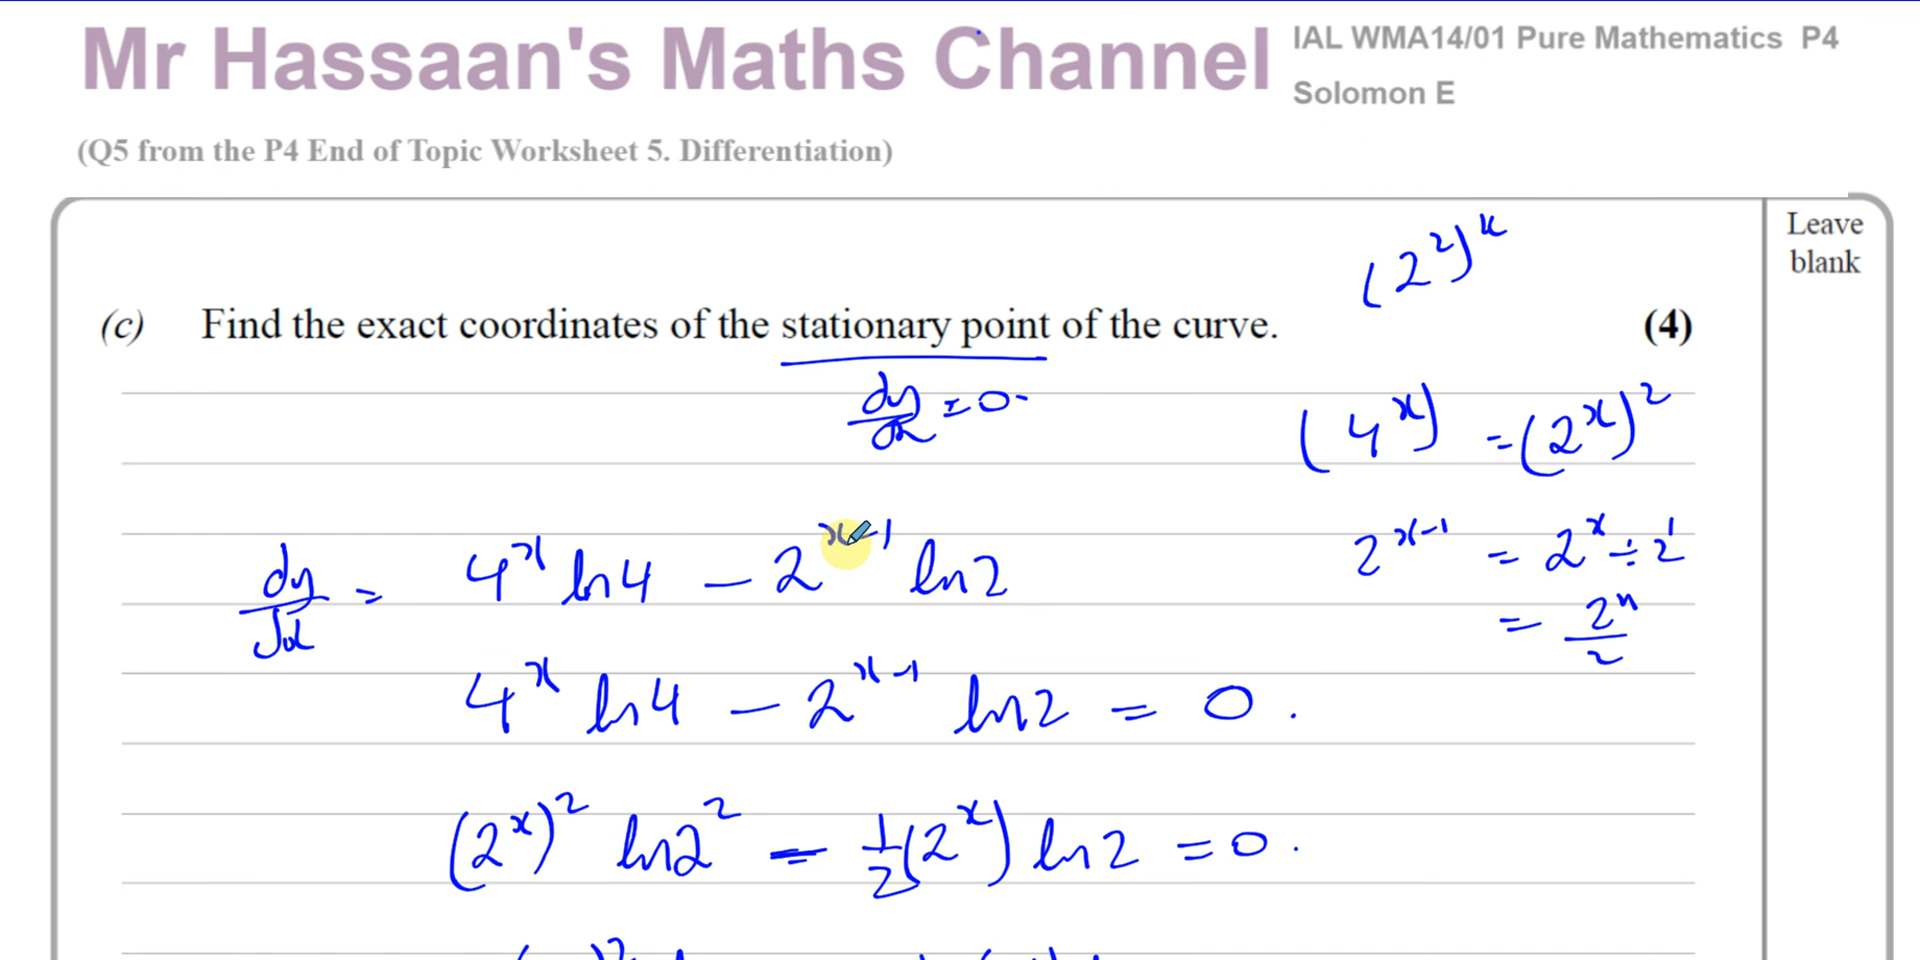 Mr Hassaan's Maths Channel
IAL WMA14/01 Pure Mathematics P4
Solomon E
(Q5 from the P4 End of Topic Worksheet 5. Differentiation)
Leave
blank
(2²)ˣ
(c) Find the exact coordinates of the stationary point of the curve. (4)
dy/dx = 0
(4ˣ) = (2ˣ)²
2ˣ⁻¹ = 2ˣ ÷ 2¹
= 2ˣ/2
dy/dx = 4ˣ ln4 – 2ˣ⁻¹ ln2
4ˣ ln4 – 2ˣ⁻¹ ln2 = 0.
(2ˣ)² ln2² – ½(2ˣ) ln2 = 0.